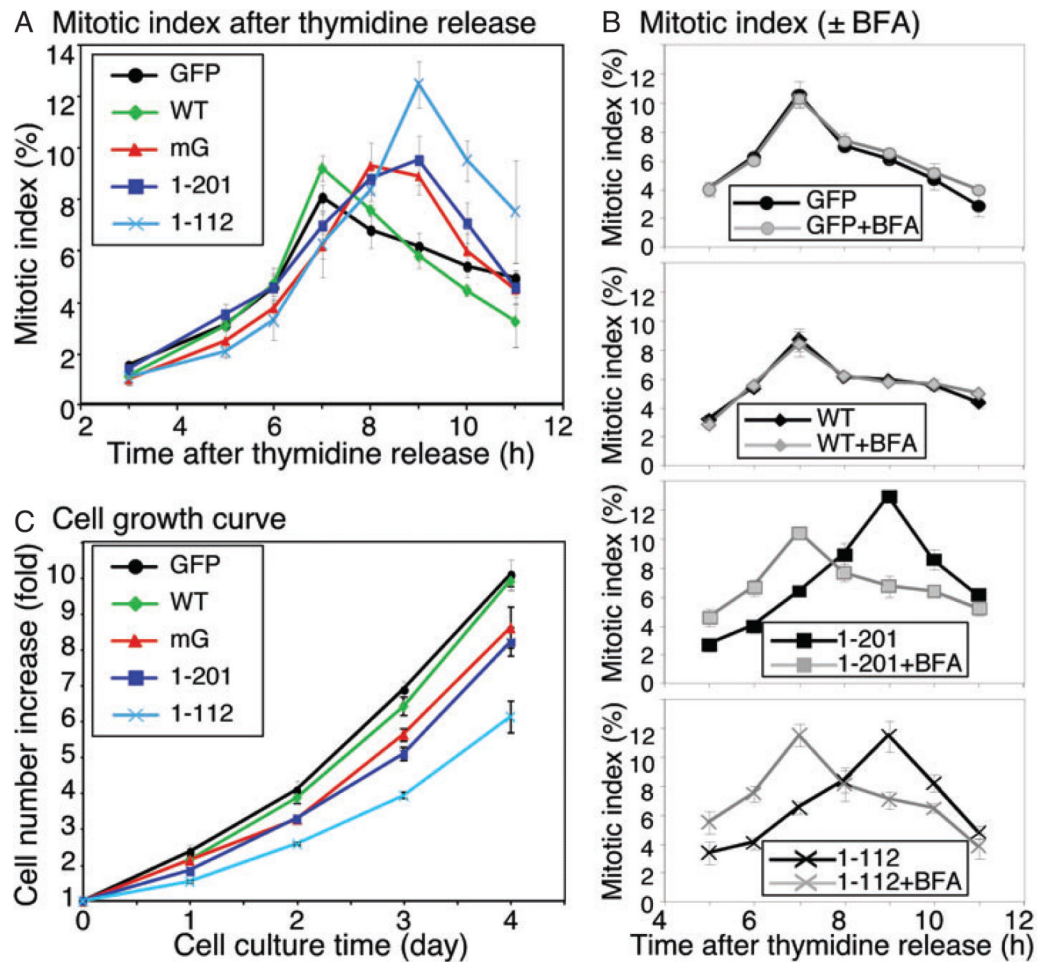 A Mitotic index after thymidine release
Mitotic index (%)
14
12
10
8
6
4
2
0
GFP
WT
mG
1-201
1-112
2 4 6 8 10 12
Time after thymidine release (h)
C Cell growth curve
Cell number increase (fold)
10
9
8
7
6
5
4
3
2
1
GFP
WT
mG
1-201
1-112
0 1 2 3 4
Cell culture time (day)
B Mitotic index (± BFA)
Mitotic index (%)
12
10
8
6
4
2
0
GFP
GFP+BFA
Mitotic index (%)
12
10
8
6
4
2
0
WT
WT+BFA
Mitotic index (%)
12
10
8
6
4
2
0
1-201
1-201+BFA
Mitotic index (%)
12
10
8
6
4
2
0
1-112
1-112+BFA
4 6 8 10 12
Time after thymidine release (h)